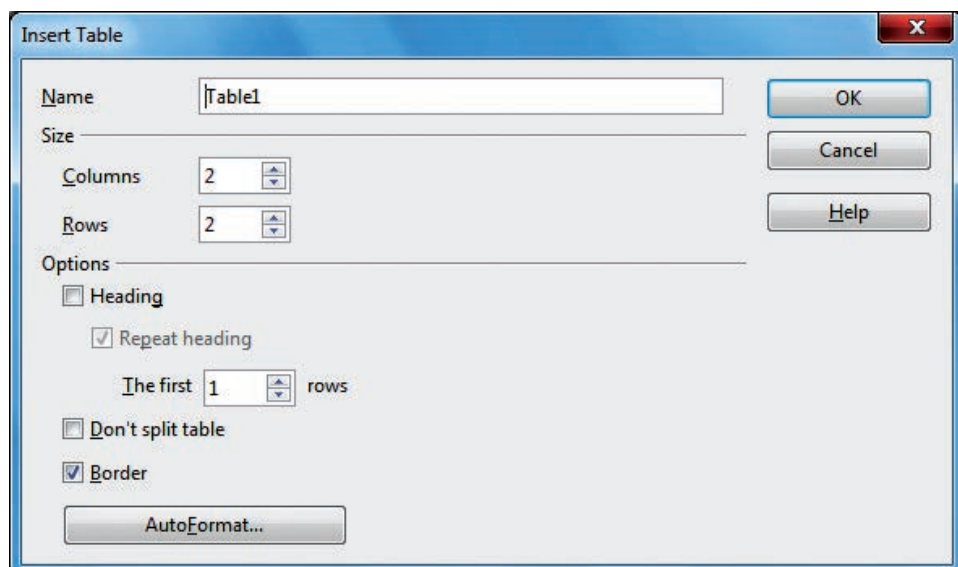 Insert Table
Name Table1 OK
Size
Cancel
Columns 2
Rows 2 Help
Options
Heading
Repeat heading
The first 1 rows
Don't split table
Border
AutoFormat...